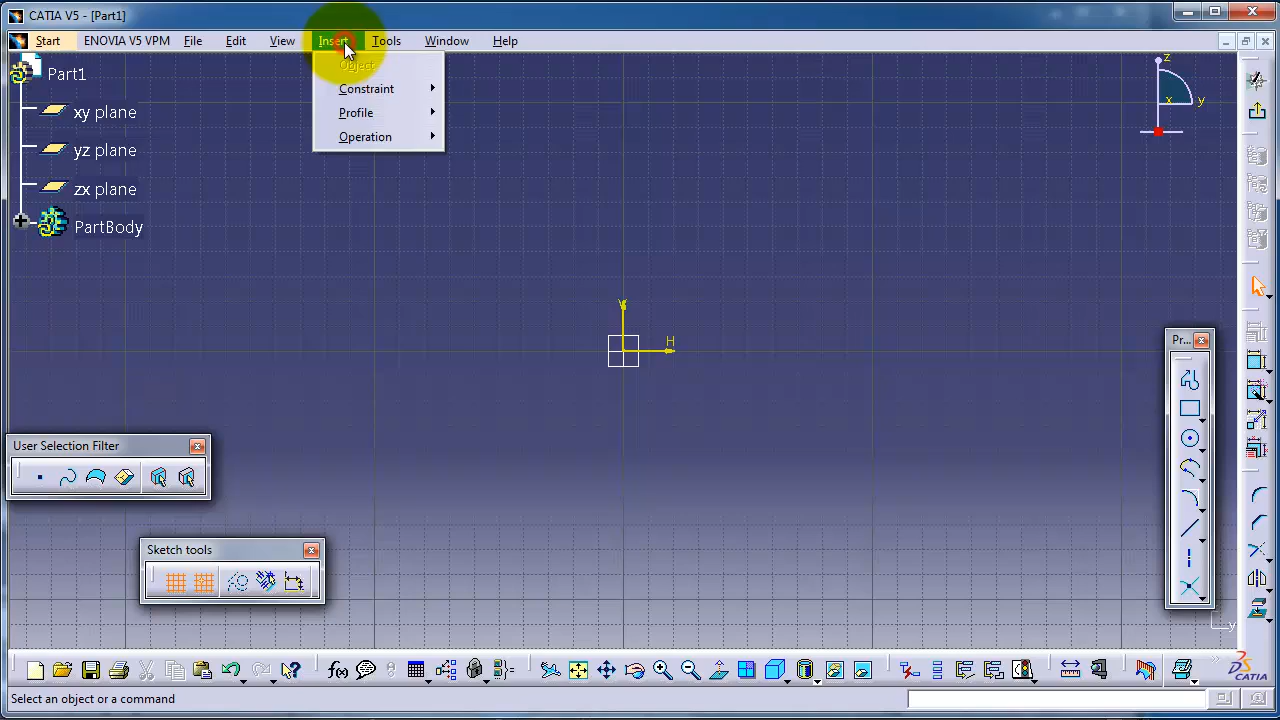 CATIA V5 - [Part1]
Start ENOVIA V5 VPM File Edit View Insert Tools Window Help
Object
Constraint
Profile
Operation
Part1
xy plane
yz plane
zx plane
PartBody
z
x y
V
H
Pr...
User Selection Filter
Sketch tools
y
f(x)
CATIA
Select an object or a command